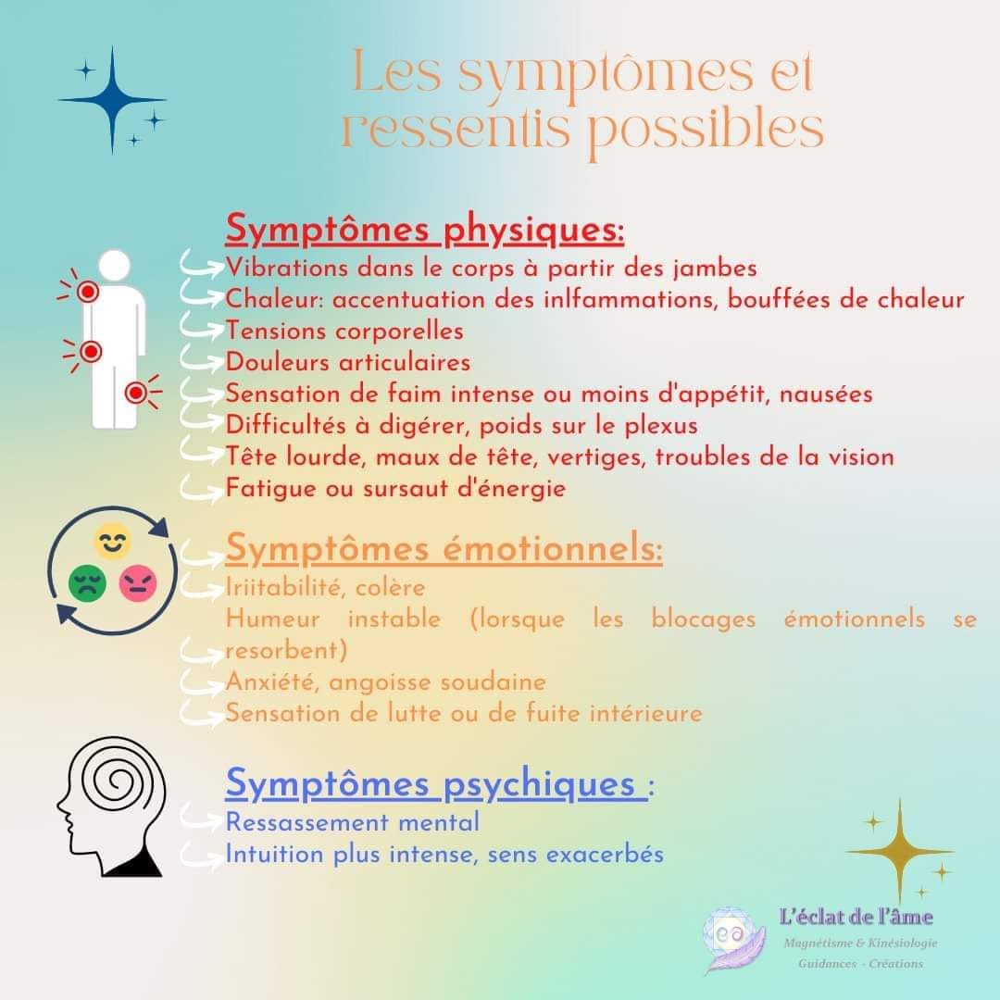 Les symptômes et
ressentis possibles
Symptômes physiques:
Vibrations dans le corps à partir des jambes
Chaleur: accentuation des inlfammations, bouffées de chaleur
Tensions corporelles
Douleurs articulaires
Sensation de faim intense ou moins d'appétit, nausées
Difficultés à digérer, poids sur le plexus
Tête lourde, maux de tête, vertiges, troubles de la vision
Fatigue ou sursaut d'énergie
Symptômes émotionnels:
Iriitabilité, colère
Humeur instable (lorsque les blocages émotionnels se
resorbent)
Anxiété, angoisse soudaine
Sensation de lutte ou de fuite intérieure
Symptômes psychiques :
Ressassement mental
Intuition plus intense, sens exacerbés
L'éclat de l'âme
Magnétisme & Kinésiologie
Guidances - Créations